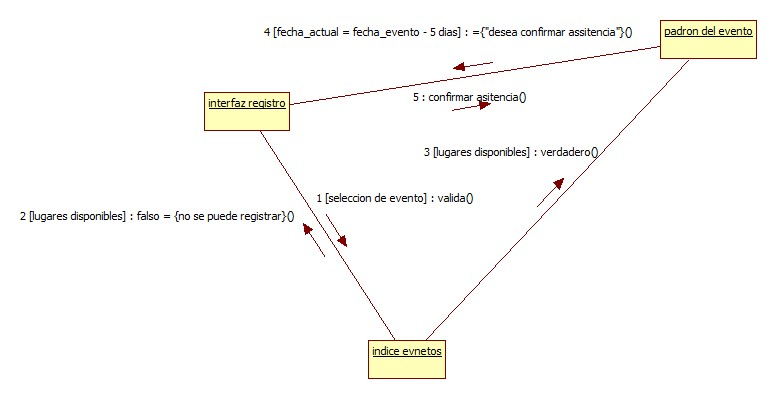 4 [fecha_actual = fecha_evento - 5 dias] : ={"desea confirmar assitencia"}()
padron del evento
interfaz registro
5 : confirmar asitencia()
3 [lugares disponibles] : verdadero()
1 [seleccion de evento] : valida()
2 [lugares disponibles] : falso = {no se puede registrar}()
indice evnetos